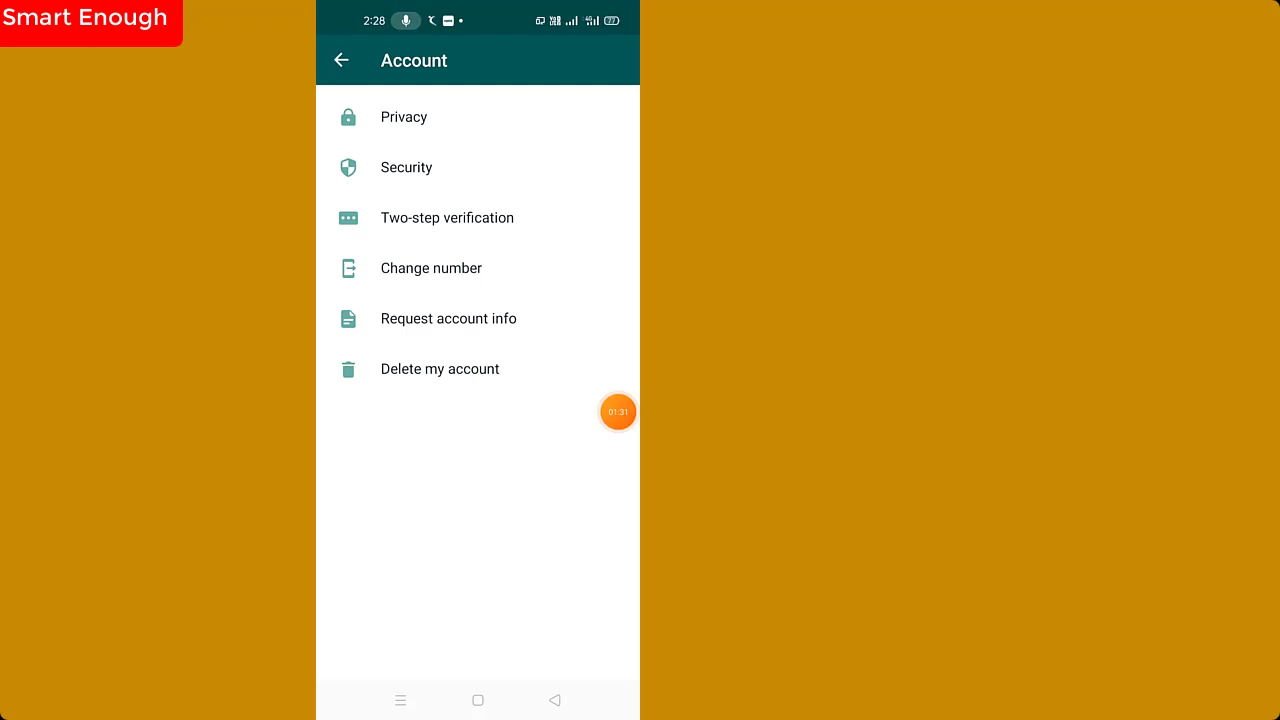 Smart Enough
2:28
77
Account
Privacy
Security
Two-step verification
Change number
Request account info
Delete my account
01:31